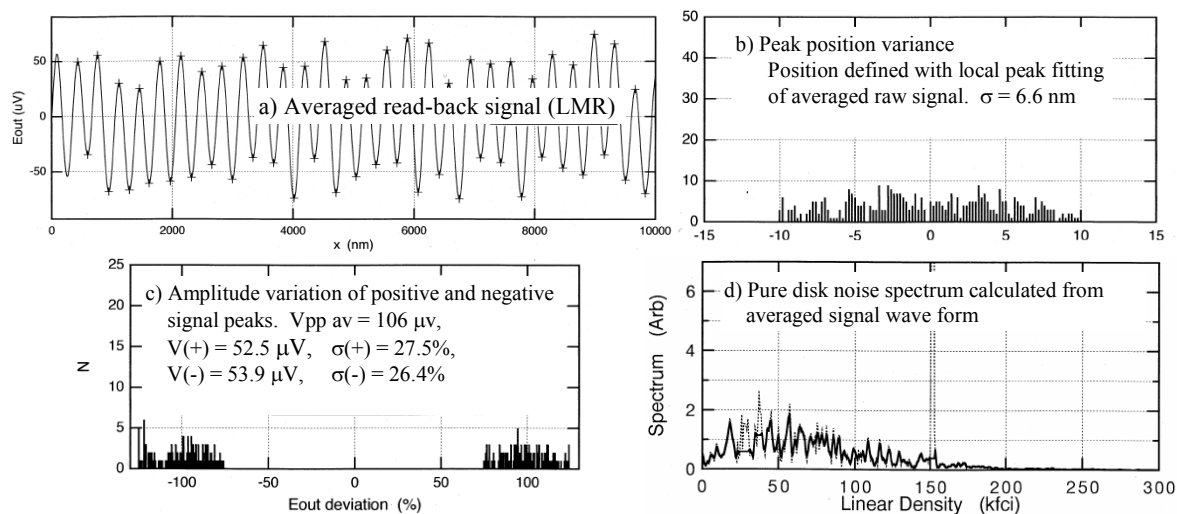 50
0
-50
Eout (uV)
a) Averaged read-back signal (LMR)
0
2000
4000
6000
8000
10000
x (nm)
50
40
30
20
10
0
b) Peak position variance
Position defined with local peak fitting
of averaged raw signal. σ = 6.6 nm
-15
-10
-5
0
5
10
15
25
20
15
10
5
0
N
c) Amplitude variation of positive and negative
signal peaks. Vpp av = 106 μv,
V(+) = 52.5 μV, σ(+) = 27.5%,
V(-) = 53.9 μV, σ(-) = 26.4%
-100
-50
0
50
100
Eout deviation (%)
6
4
2
0
Spectrum (Arb)
d) Pure disk noise spectrum calculated from
averaged signal wave form
0
50
100
150
200
250
300
Linear Density (kfci)